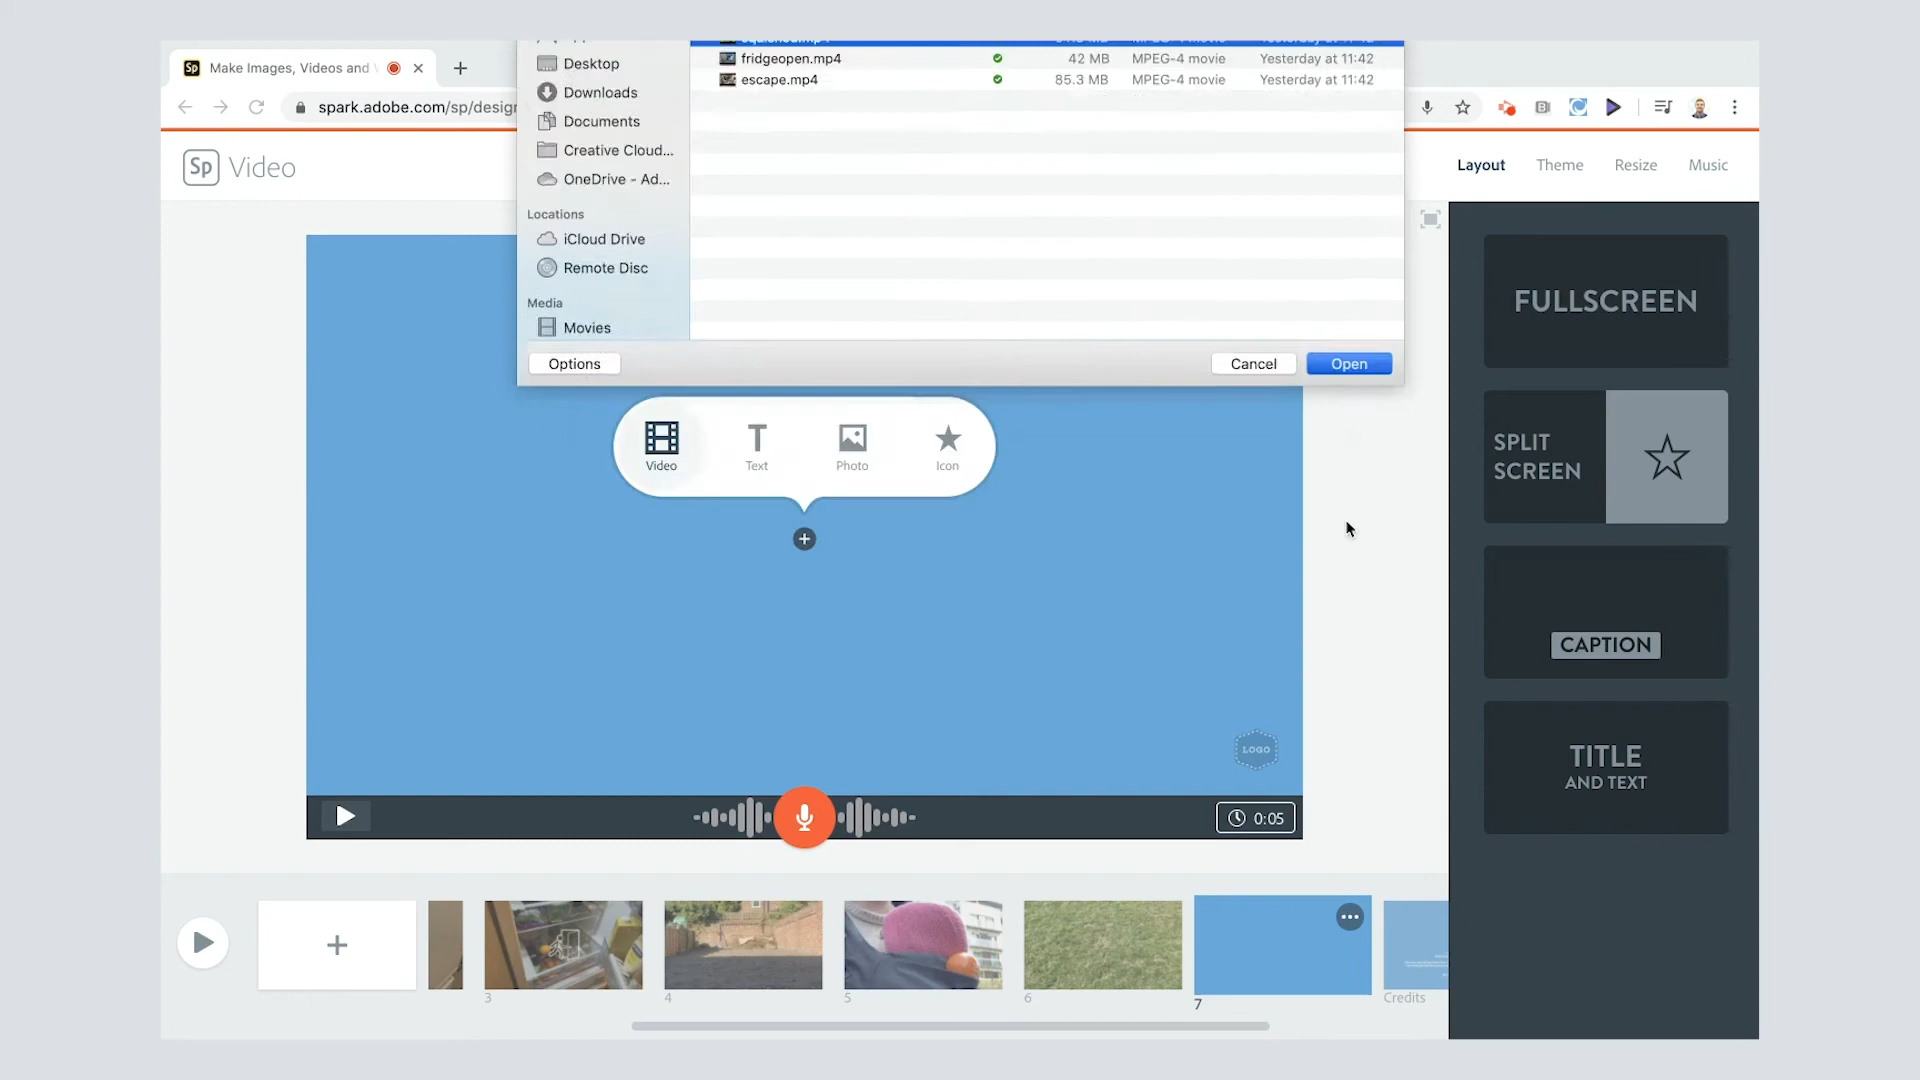 fridgeopen.mp4 42 MB MPEG-4 movie Yesterday at 11:42
escape.mp4 85.3 MB MPEG-4 movie Yesterday at 11:42
Sp Make Images, Videos and
spark.adobe.com/sp/design
Desktop
Downloads
Documents
Creative Cloud...
OneDrive - Ad...
Locations
iCloud Drive
Remote Disc
Media
Movies
Options Cancel Open
Sp Video
Layout Theme Resize Music
FULLSCREEN
SPLIT
SCREEN
CAPTION
TITLE
AND TEXT
Video Text Photo Icon
LOGO
0:05
3 4 5 6 7 Credits